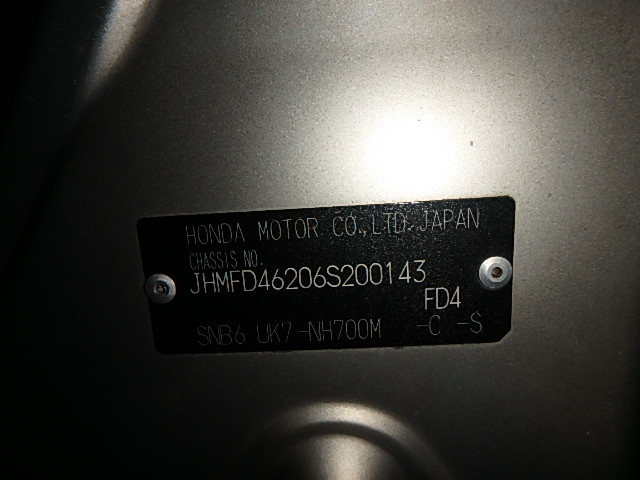 HONDA MOTOR CO.,LTD. JAPAN
CHASSIS NO.
JHMFD46206S200143
FD4
SNB6 UK7-NH700M -C -S